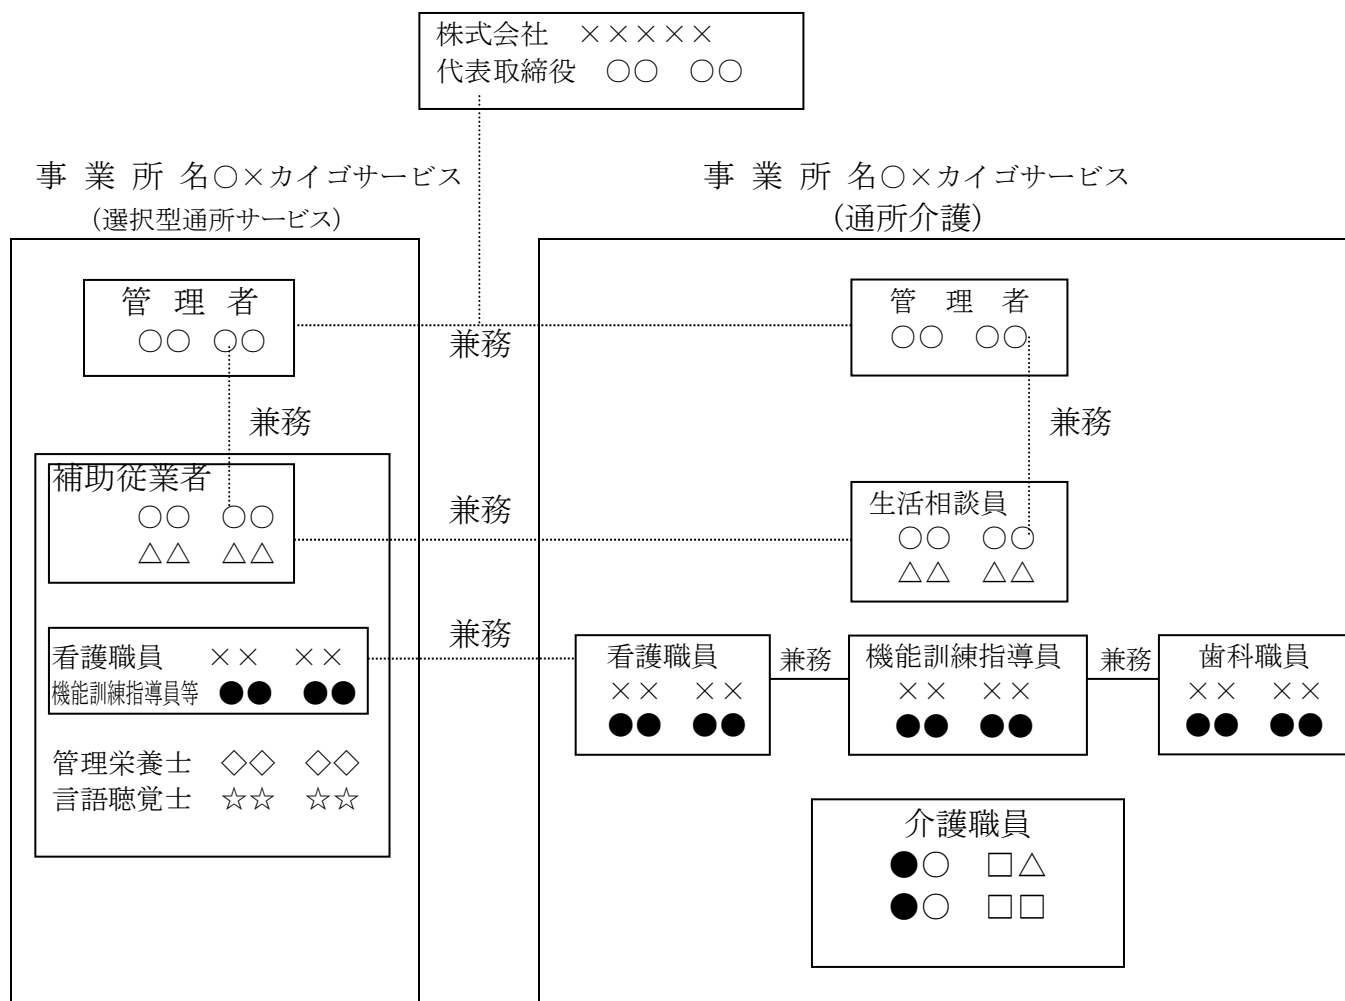 株式会社　×××××
代表取締役　○○　○○
事 業 所 名○×カイゴサービス
(選択型通所サービス)
管 理 者
○○ ○○
兼務
補助従業者
○○　○○
△△　△△
看護職員　××　××
機能訓練指導員等　●●　●●
管理栄養士　◇◇　◇◇
言語聴覚士　☆☆　☆☆
兼務
兼務
兼務
事 業 所 名○×カイゴサービス
(通所介護)
管　理　者
○○　○○
兼務
生活相談員
○○　○○
△△　△△
看護職員
××　××
●●　●●
兼務
機能訓練指導員
××　××
●●　●●
兼務
歯科職員
××　××
●●　●●
介護職員
●○　□△
●○　□□